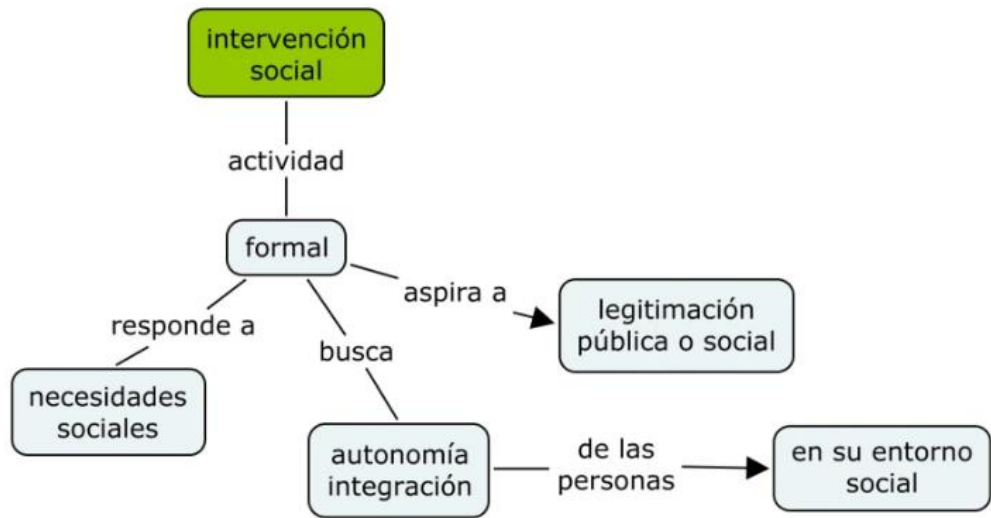 intervención
social
actividad
formal
aspira a
legitimación
pública o social
responde a
busca
necesidades
sociales
autonomía
integración
de las
personas
en su entorno
social